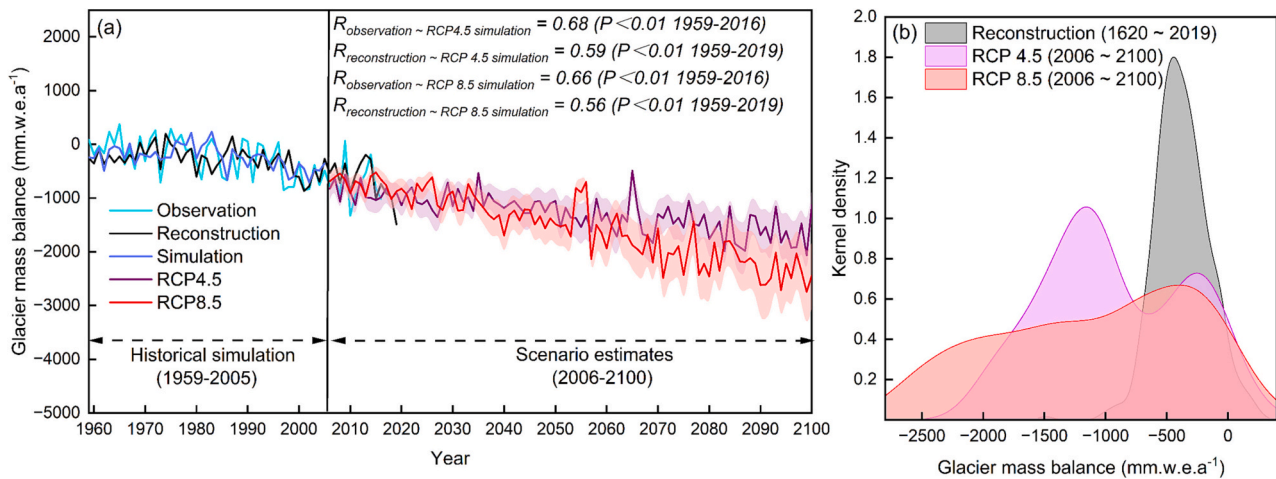 (a)
R observation ~ RCP4.5 simulation = 0.68 (P<0.01 1959-2016)
R reconstruction ~ RCP 4.5 simulation = 0.59 (P<0.01 1959-2019)
R observation ~ RCP 8.5 simulation = 0.66 (P<0.01 1959-2016)
R reconstruction ~ RCP 8.5 simulation = 0.56 (P<0.01 1959-2019)
Glacier mass balance (mm.w.e.a⁻¹)
2000
1000
0
−1000
−2000
−3000
−4000
−5000
Observation
Reconstruction
Simulation
RCP4.5
RCP8.5
Historical simulation
(1959-2005)
Scenario estimates
(2006-2100)
1960 1970 1980 1990 2000 2010 2020 2030 2040 2050 2060 2070 2080 2090 2100
Year
(b)
Reconstruction (1620 ~ 2019)
RCP 4.5 (2006 ~ 2100)
RCP 8.5 (2006 ~ 2100)
Kernel density
2.0
1.8
1.6
1.4
1.2
1.0
0.8
0.6
0.4
0.2
−2500 −2000 −1500 −1000 −500 0
Glacier mass balance (mm.w.e.a⁻¹)